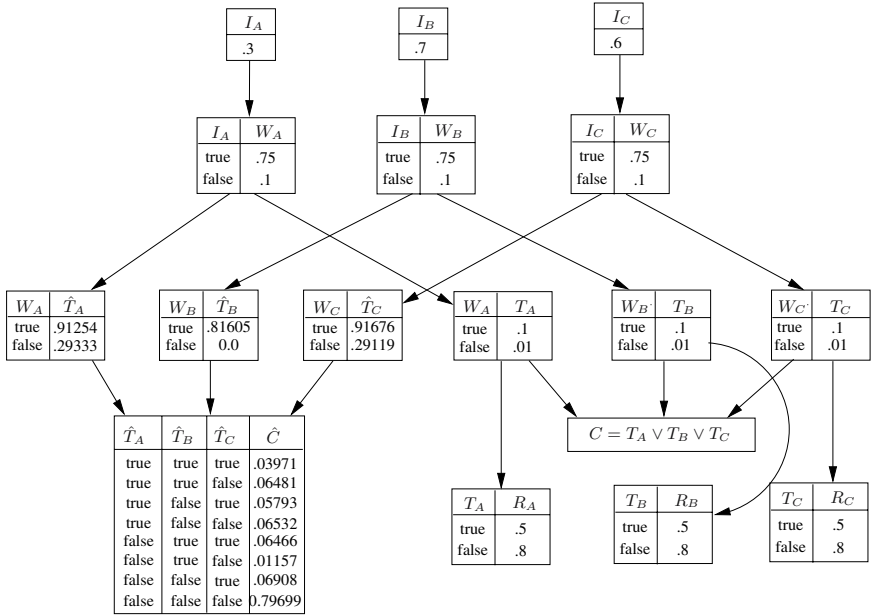 I_A
.3
I_B
.7
I_C
.6
I_A W_A
true .75
false .1
I_B W_B
true .75
false .1
I_C W_C
true .75
false .1
W_A T̂_A
true .91254
false .29333
W_B T̂_B
true .81605
false 0.0
W_C T̂_C
true .91676
false .29119
W_A T_A
true .1
false .01
W_B. T_B
true .1
false .01
W_C. T_C
true .1
false .01
T̂_A T̂_B T̂_C Ĉ
true true true .03971
true true false .06481
true false true .05793
true false false .06532
false true true .06466
false true false .01157
false false true .06908
false false false 0.79699
C = T_A ∨ T_B ∨ T_C
T_A R_A
true .5
false .8
T_B R_B
true .5
false .8
T_C R_C
true .5
false .8